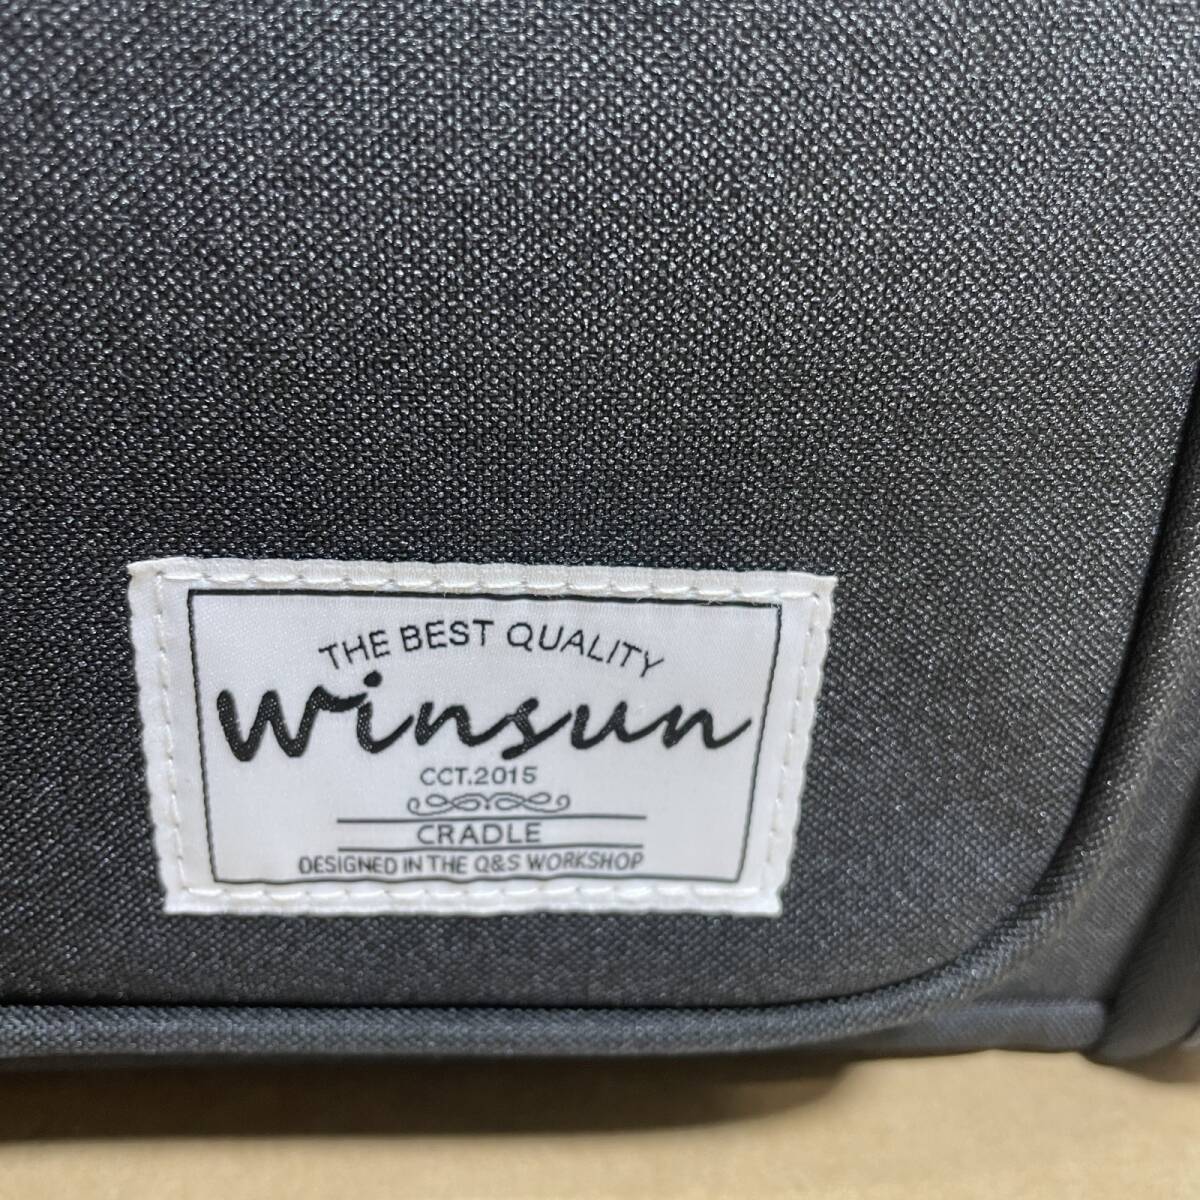 THE BEST QUALITY
Winsun
CCT.2015
CRADLE
DESIGNED IN THE Q&S WORKSHOP